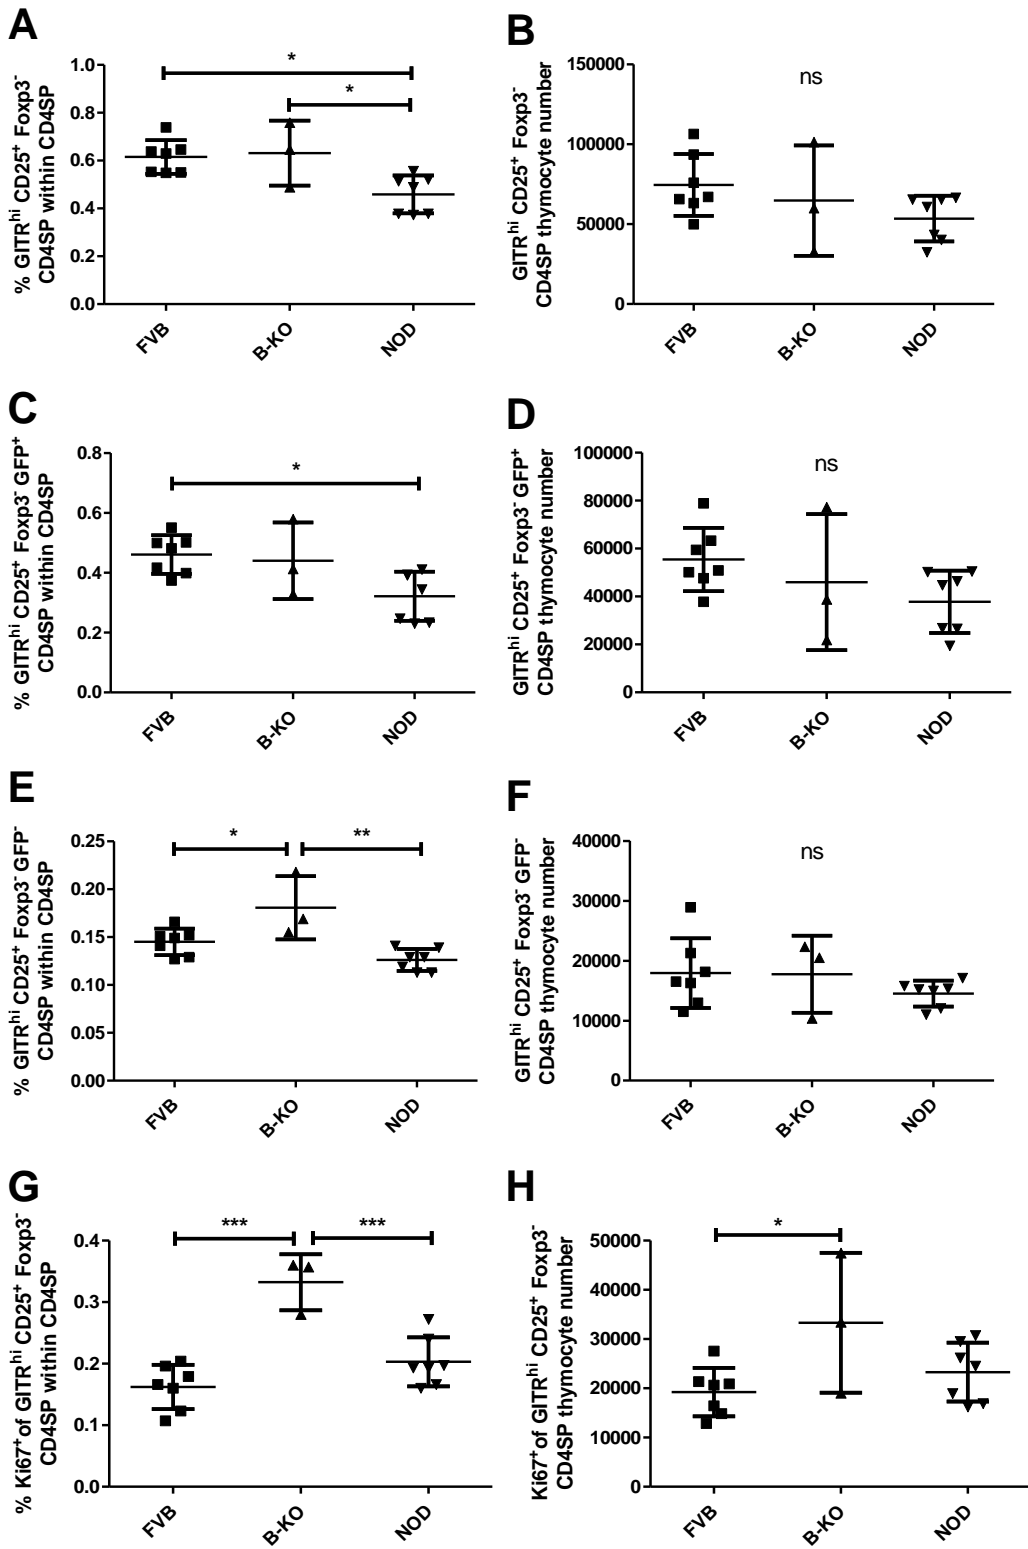 A
% GITRhi CD25+ Foxp3-
CD4SP within CD4SP
1.0
0.8
0.6
0.4
0.2
0.0
*
*
FVB
B-KO
NOD
B
GITRhi CD25+ Foxp3-
CD4SP thymocyte number
150000
100000
50000
0
ns
FVB
B-KO
NOD
C
% GITRhi CD25+ Foxp3- GFP+
CD4SP within CD4SP
0.8
0.6
0.4
0.2
0.0
*
FVB
B-KO
NOD
D
GITRhi CD25+ Foxp3- GFP+
CD4SP thymocyte number
100000
80000
60000
40000
20000
0
ns
FVB
B-KO
NOD
E
% GITRhi CD25+ Foxp3- GFP-
CD4SP within CD4SP
0.25
0.20
0.15
0.10
0.05
0.00
*
**
FVB
B-KO
NOD
F
GITRhi CD25+ Foxp3- GFP-
CD4SP thymocyte number
40000
30000
20000
10000
0
ns
FVB
B-KO
NOD
G
% Ki67+ of GITRhi CD25+ Foxp3-
CD4SP within CD4SP
0.4
0.3
0.2
0.1
0.0
***
***
FVB
B-KO
NOD
H
Ki67+ of GITRhi CD25+ Foxp3-
CD4SP thymocyte number
50000
40000
30000
20000
10000
0
*
FVB
B-KO
NOD